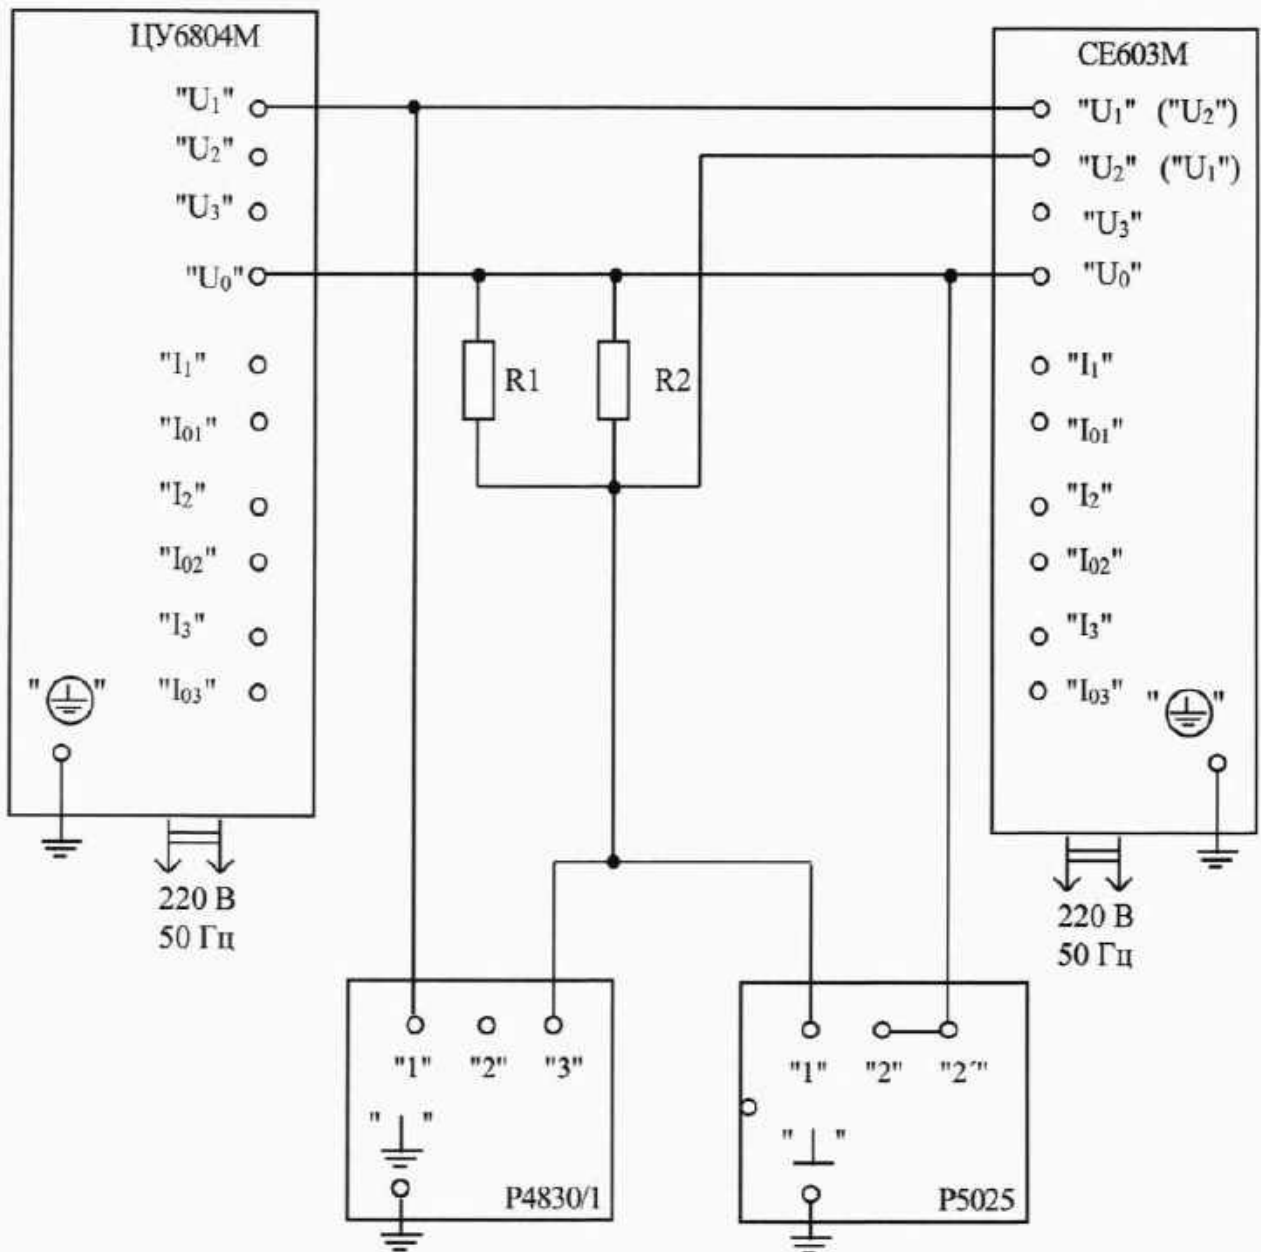 ЦУ6804М
"U₁"
"U₂"
"U₃"
"U₀"
"I₁"
"I₀₁"
"I₂"
"I₀₂"
"I₃"
"I₀₃"
" "
220 В
50 Гц
СЕ603М
"U₁" ("U₂")
"U₂" ("U₁")
"U₃"
"U₀"
"I₁"
"I₀₁"
"I₂"
"I₀₂"
"I₃"
"I₀₃"
" "
220 В
50 Гц
R1
R2
"1" "2" "3"
" "
Р4830/1
"1" "2" "2´"
" "
Р5025